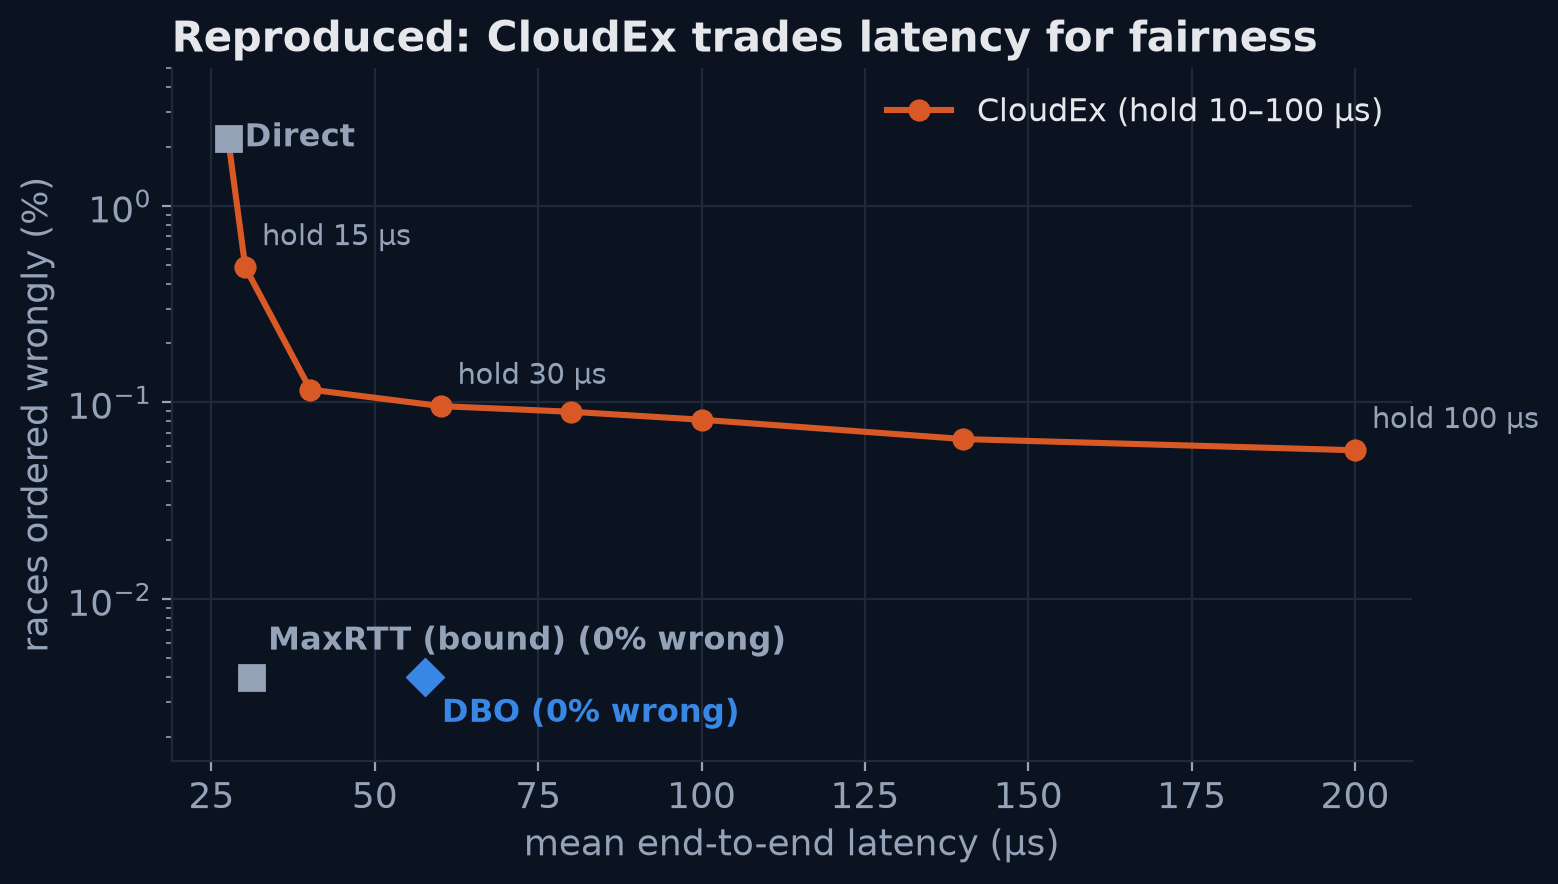 Reproduced: CloudEx trades latency for fairness
CloudEx (hold 10–100 µs)
Direct
hold 15 µs
hold 30 µs
hold 100 µs
MaxRTT (bound) (0% wrong)
DBO (0% wrong)
races ordered wrongly (%)
10⁰
10⁻¹
10⁻²
25 50 75 100 125 150 175 200
mean end-to-end latency (µs)